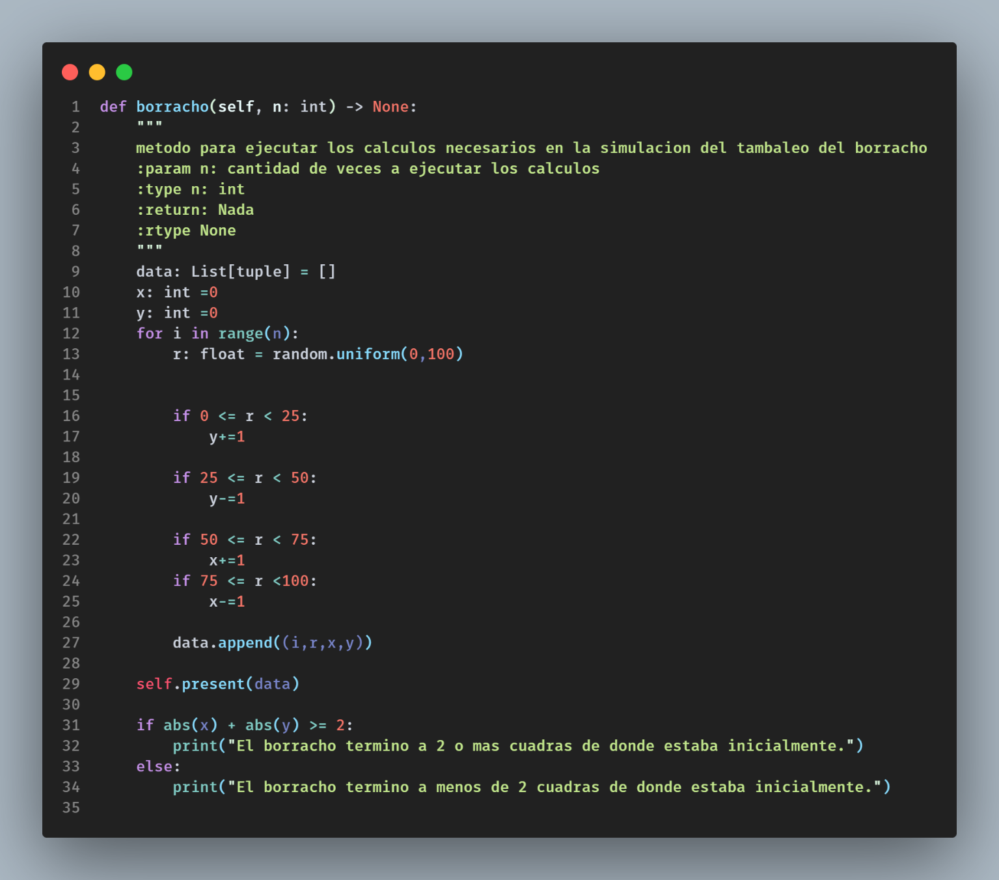 1 def borracho(self, n: int) -> None:
2     """
3     metodo para ejecutar los calculos necesarios en la simulacion del tambaleo del borracho
4     :param n: cantidad de veces a ejecutar los calculos
5     :type n: int
6     :return: Nada
7     :rtype None
8     """
9     data: List[tuple] = []
10     x: int =0
11     y: int =0
12     for i in range(n):
13         r: float = random.uniform(0,100)
14
15
16         if 0 <= r < 25:
17             y+=1
18
19         if 25 <= r < 50:
20             y-=1
21
22         if 50 <= r < 75:
23             x+=1
24         if 75 <= r <100:
25             x-=1
26
27         data.append((i,r,x,y))
28
29     self.present(data)
30
31     if abs(x) + abs(y) >= 2:
32         print("El borracho termino a 2 o mas cuadras de donde estaba inicialmente.")
33     else:
34         print("El borracho termino a menos de 2 cuadras de donde estaba inicialmente.")
35